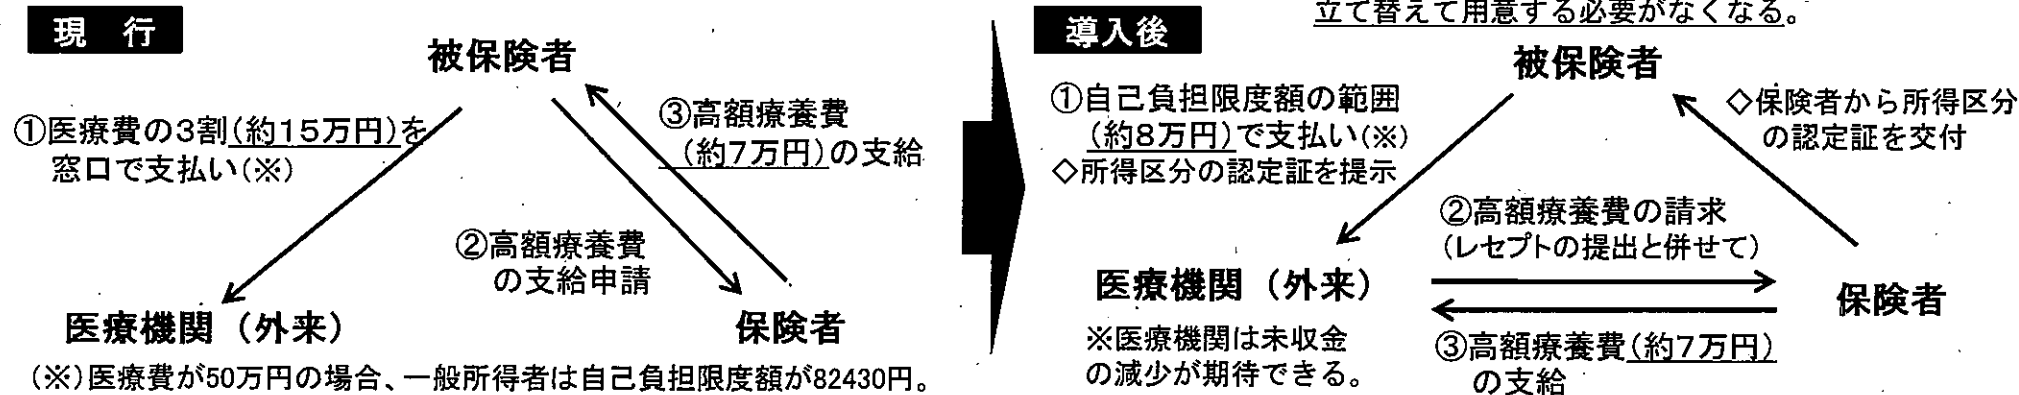 現 行
被保険者
①医療費の3割(約15万円)を
窓口で支払い(※)
③高額療養費
(約7万円)の支給
②高額療養費
の支給申請
医療機関（外来）
保険者
(※)医療費が50万円の場合、一般所得者は自己負担限度額が82430円。
立て替えて用意する必要がなくなる。
導入後
被保険者
①自己負担限度額の範囲
(約8万円)で支払い(※)
◇所得区分の認定証を提示
◇保険者から所得区分
の認定証を交付
②高額療養費の請求
(レセプトの提出と併せて)
医療機関（外来）
保険者
※医療機関は未収金
の減少が期待できる。
③高額療養費(約7万円)
の支給